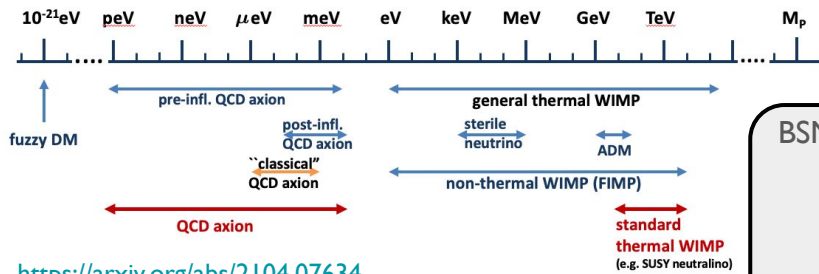 10⁻²¹eV peV neV μeV meV eV keV MeV GeV TeV Mₚ
pre-infl. QCD axion
general thermal WIMP
fuzzy DM
post-infl.
QCD axion
sterile
neutrino
ADM
``classical”
QCD axion
non-thermal WIMP (FIMP)
QCD axion
standard
thermal WIMP
(e.g. SUSY neutralino)
https://arxiv.org/abs/2104.07634